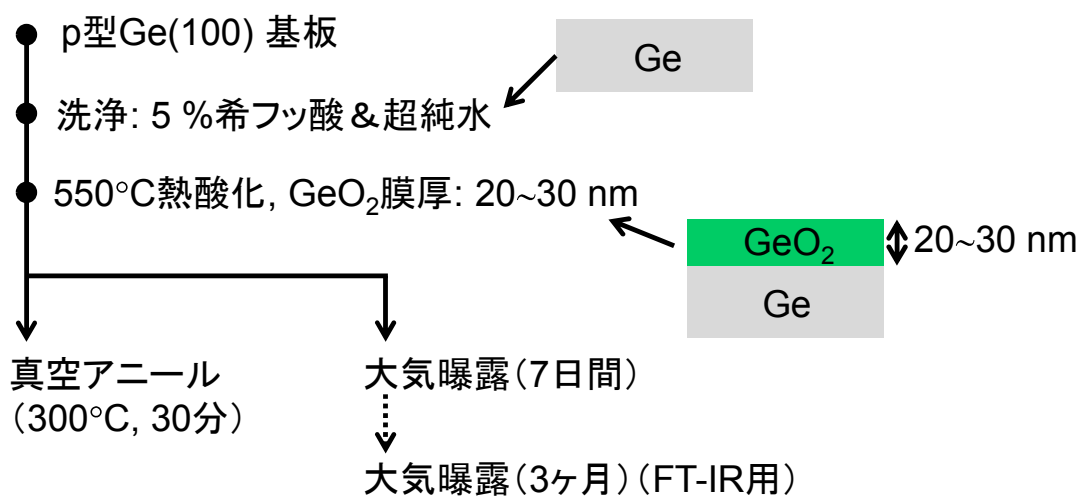 p型Ge(100) 基板
Ge
洗浄: 5 %希フッ酸＆超純水
550°C熱酸化, GeO₂膜厚: 20~30 nm
GeO₂
20~30 nm
Ge
真空アニール
（300°C, 30分）
大気曝露（7日間）
大気曝露（3ヶ月）(FT-IR用）